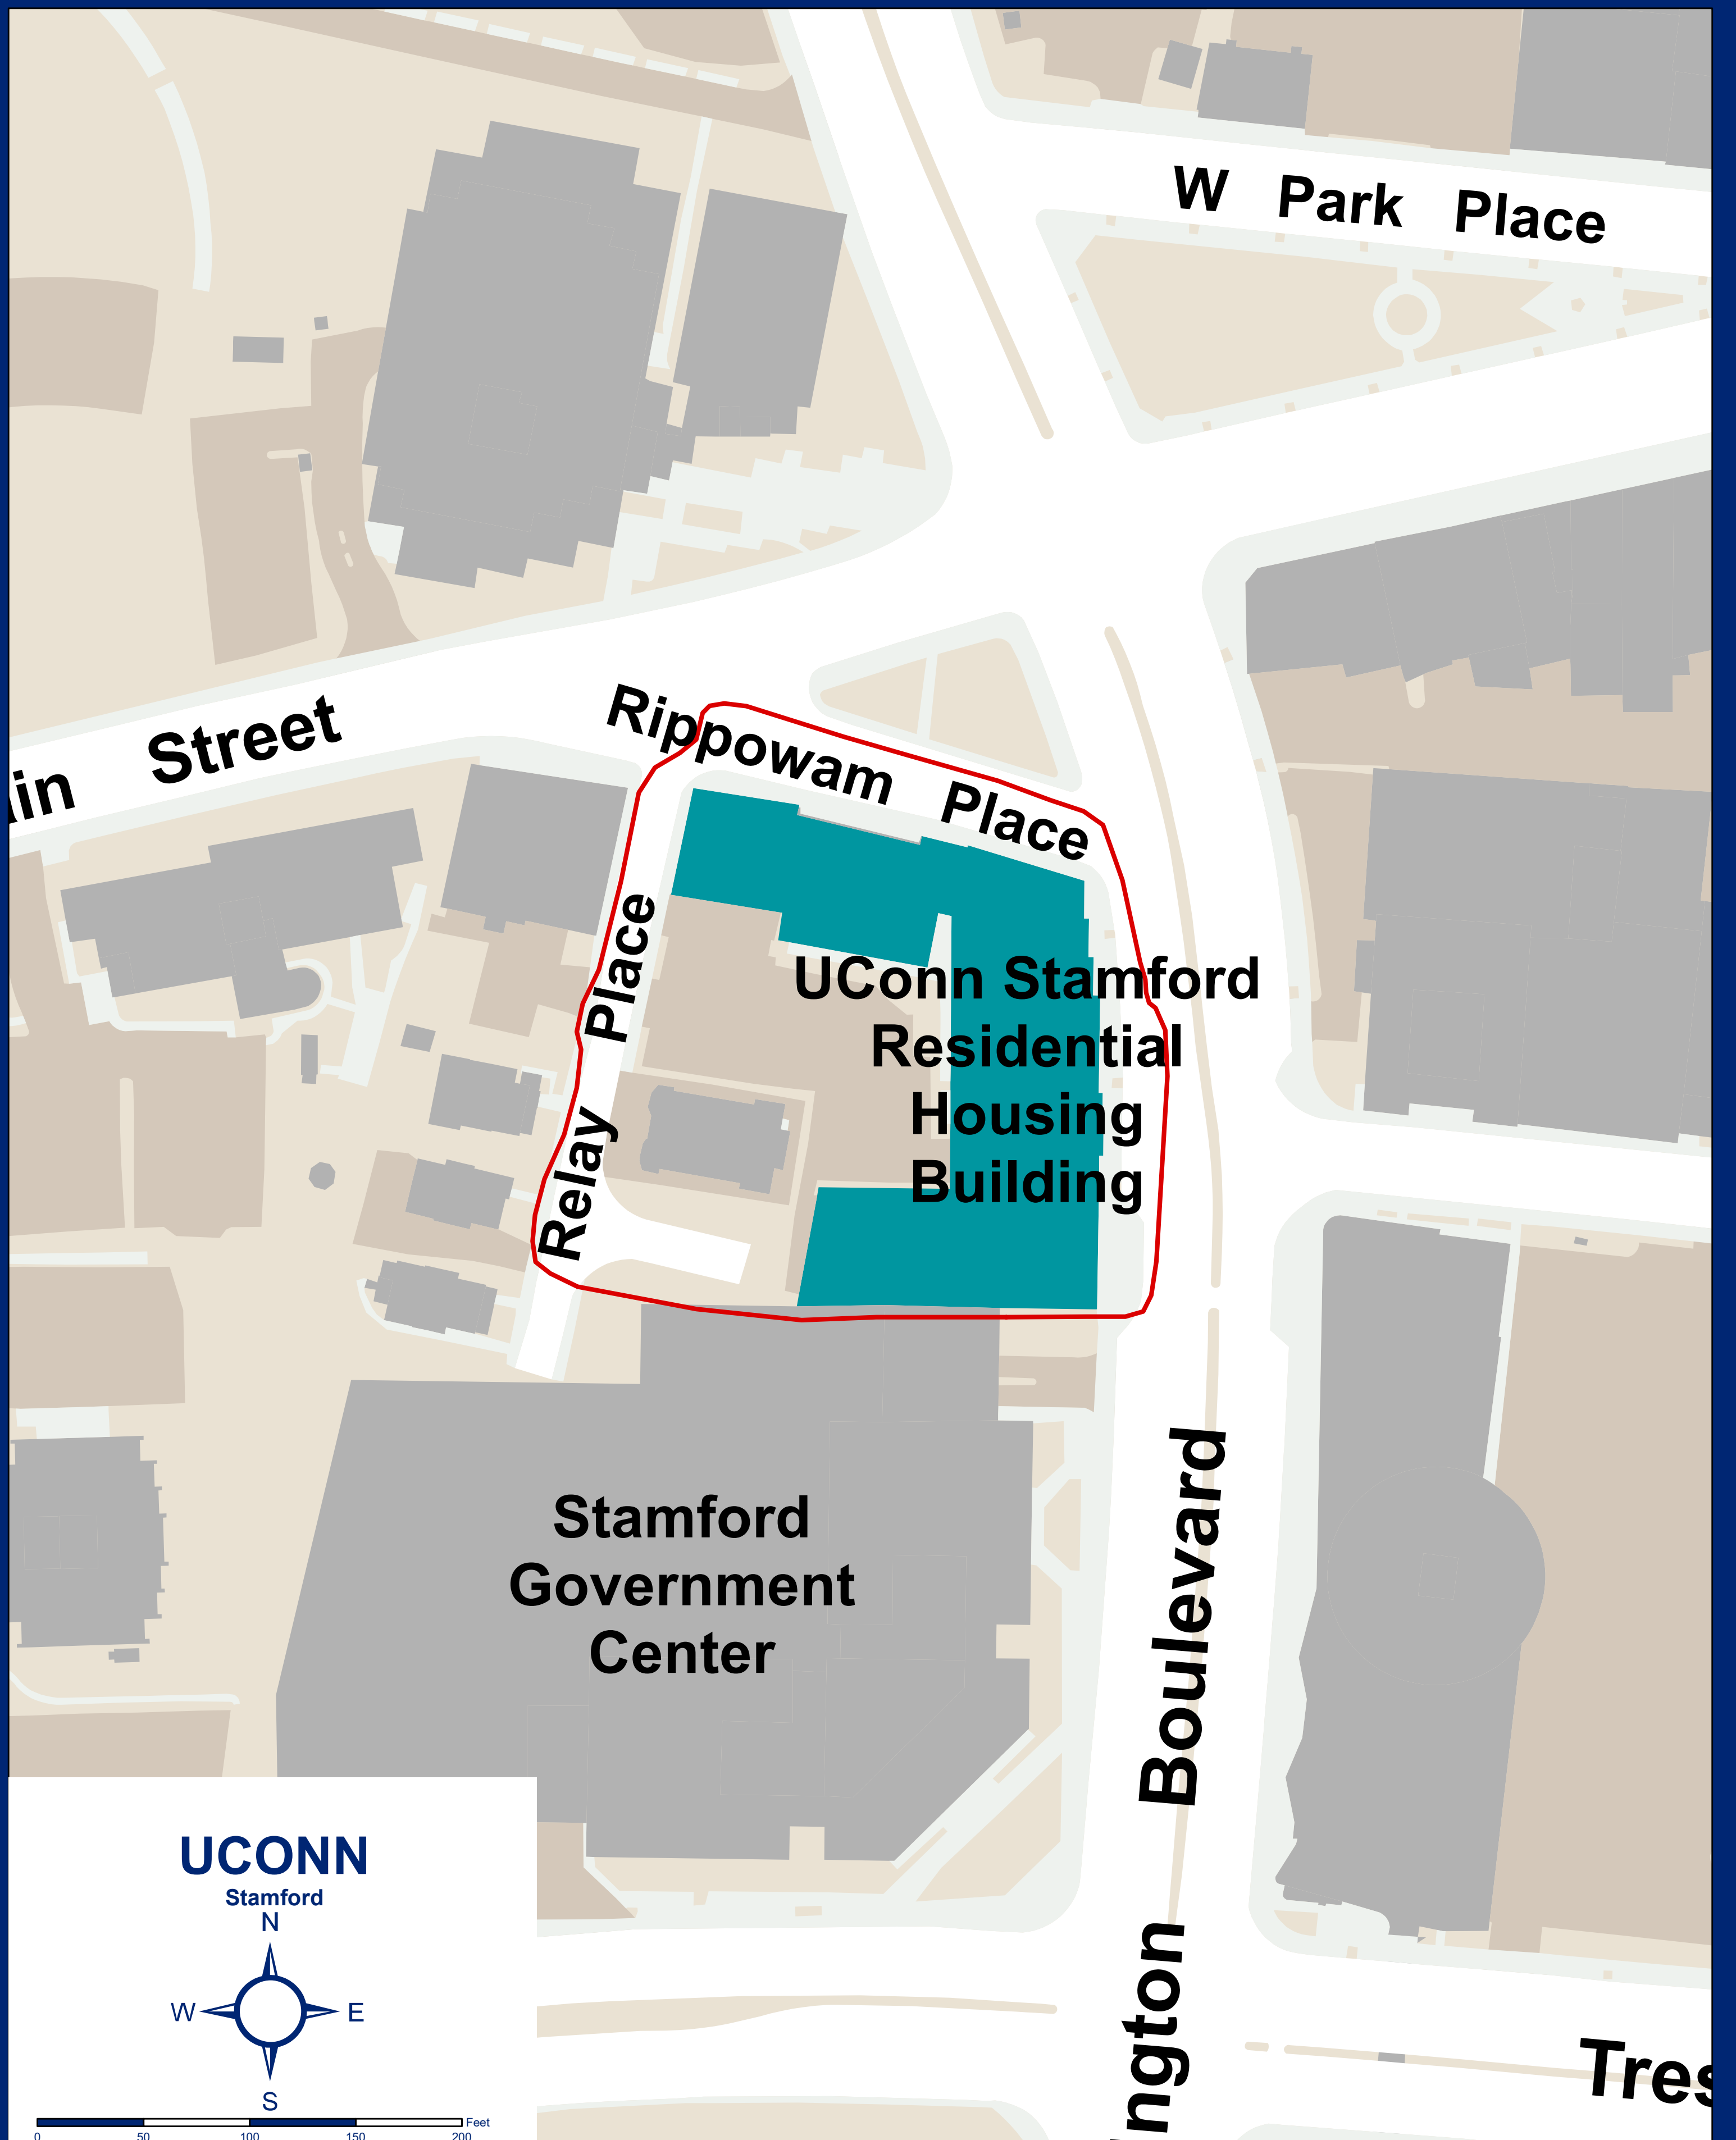 W Park Place
ain Street
Rippowam Place
Relay Place
UConn Stamford
Residential
Housing
Building
Stamford
Government
Center
ngton Boulevard
Tres
UCONN
Stamford
N
W E
S
Feet
0 50 100 150 200